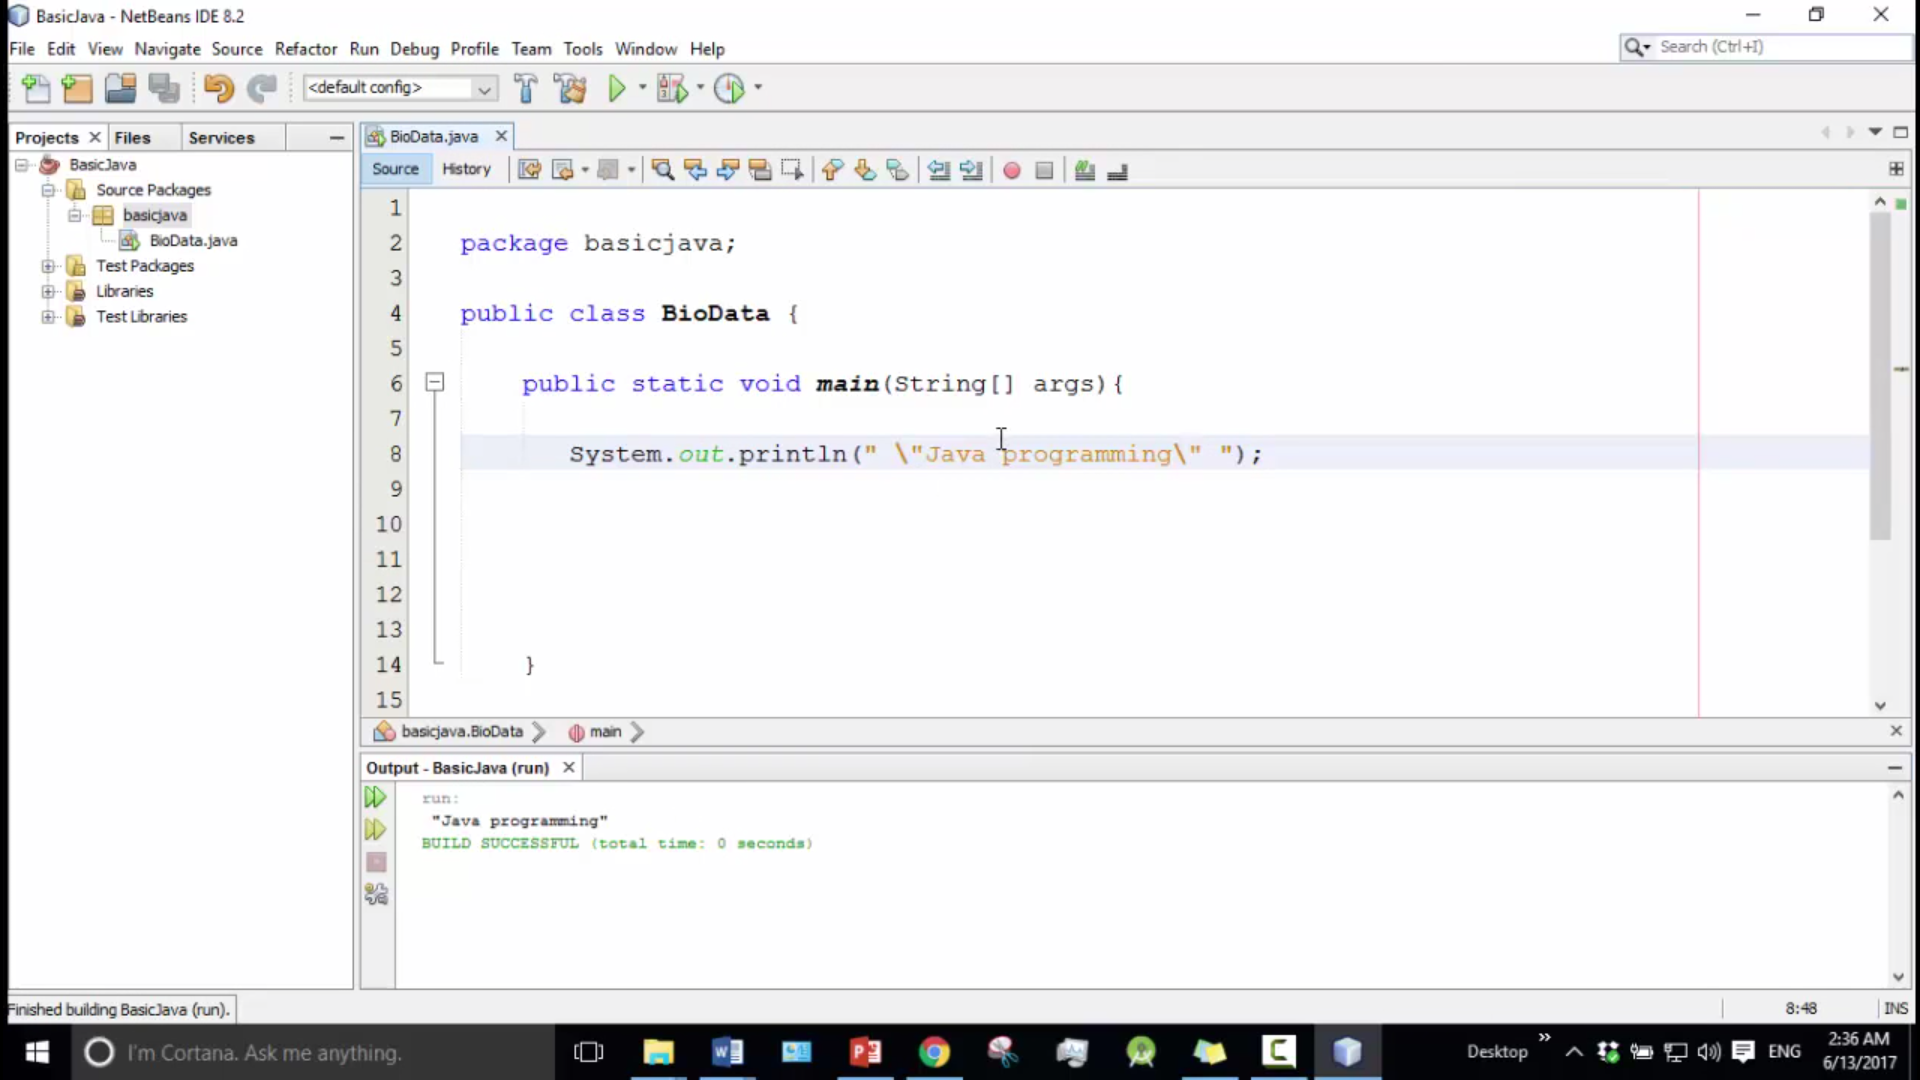 BasicJava - NetBeans IDE 8.2
File Edit View Navigate Source Refactor Run Debug Profile Team Tools Window Help
Search (Ctrl+I)
<default config>
Projects Files Services
BioData.java
BasicJava
Source Packages
basicjava
BioData.java
Test Packages
Libraries
Test Libraries
Source History
1
2 package basicjava;
3
4 public class BioData {
5
6 public static void main(String[] args){
7
8 System.out.println(" \"Java programming\" ");
9
10
11
12
13
14 }
15
basicjava.BioData main
Output - BasicJava (run)
run:
"Java programming"
BUILD SUCCESSFUL (total time: 0 seconds)
Finished building BasicJava (run).
8:48 INS
I'm Cortana. Ask me anything.
Desktop
ENG
2:36 AM
6/13/2017